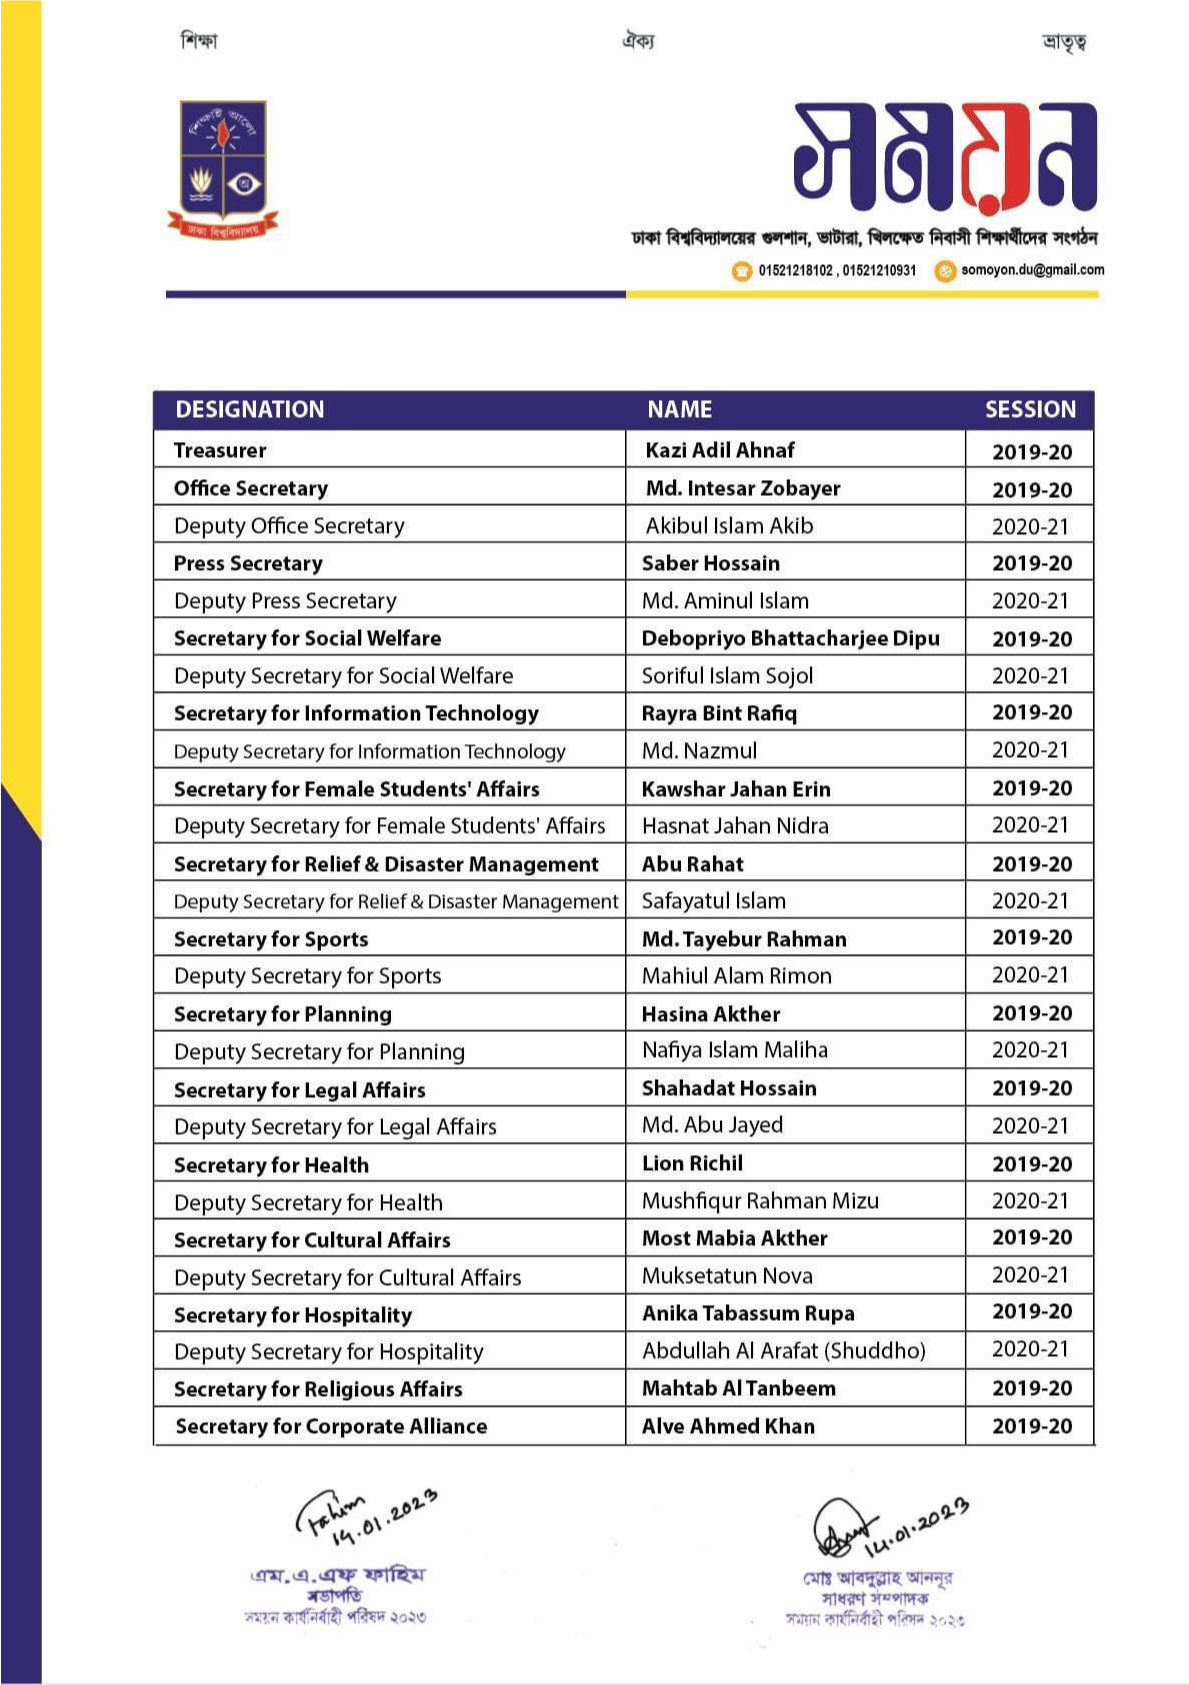 শিক্ষা ঐক্য ভ্রাতৃত্ব
শিক্ষাই আলো
অ
ঢাকা বিশ্ববিদ্যালয়
সময়ন
ঢাকা বিশ্ববিদ্যালয়ের গুলশান, ভাটারা, খিলক্ষেত নিবাসী শিক্ষার্থীদের সংগঠন
01521218102 , 01521210931 somoyon.du@gmail.com
DESIGNATION NAME SESSION
Treasurer Kazi Adil Ahnaf 2019-20
Office Secretary Md. Intesar Zobayer 2019-20
Deputy Office Secretary Akibul Islam Akib 2020-21
Press Secretary Saber Hossain 2019-20
Deputy Press Secretary Md. Aminul Islam 2020-21
Secretary for Social Welfare Debopriyo Bhattacharjee Dipu 2019-20
Deputy Secretary for Social Welfare Soriful Islam Sojol 2020-21
Secretary for Information Technology Rayra Bint Rafiq 2019-20
Deputy Secretary for Information Technology Md. Nazmul 2020-21
Secretary for Female Students' Affairs Kawshar Jahan Erin 2019-20
Deputy Secretary for Female Students' Affairs Hasnat Jahan Nidra 2020-21
Secretary for Relief & Disaster Management Abu Rahat 2019-20
Deputy Secretary for Relief & Disaster Management Safayatul Islam 2020-21
Secretary for Sports Md. Tayebur Rahman 2019-20
Deputy Secretary for Sports Mahiul Alam Rimon 2020-21
Secretary for Planning Hasina Akther 2019-20
Deputy Secretary for Planning Nafiya Islam Maliha 2020-21
Secretary for Legal Affairs Shahadat Hossain 2019-20
Deputy Secretary for Legal Affairs Md. Abu Jayed 2020-21
Secretary for Health Lion Richil 2019-20
Deputy Secretary for Health Mushfiqur Rahman Mizu 2020-21
Secretary for Cultural Affairs Most Mabia Akther 2019-20
Deputy Secretary for Cultural Affairs Muksetatun Nova 2020-21
Secretary for Hospitality Anika Tabassum Rupa 2019-20
Deputy Secretary for Hospitality Abdullah Al Arafat (Shuddho) 2020-21
Secretary for Religious Affairs Mahtab Al Tanbeem 2019-20
Secretary for Corporate Alliance Alve Ahmed Khan 2019-20
14.01.2023 14.01.2023
এম.এ.এফ ফাহিম
সভাপতি
সময়ন কার্যনির্বাহী পরিষদ ২০২৩
মোঃ আবদুল্লাহ আননূর
সাধরণ সম্পাদক
সময়ন কার্যনির্বাহী পরিষদ ২০২৩